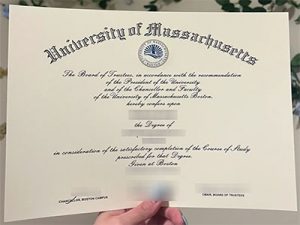 University of Massachusetts
The Board of Trustees, in accordance with the recommendation
of the President of the University
and of the Chancellor and Faculty
of the University of Massachusetts Boston
hereby confers upon
the Degree of
in consideration of the satisfactory completion of the Course of Study
prescribed for that Degree.
Given at Boston
CHANCELLOR, BOSTON CAMPUS
CHAIR, BOARD OF TRUSTEES